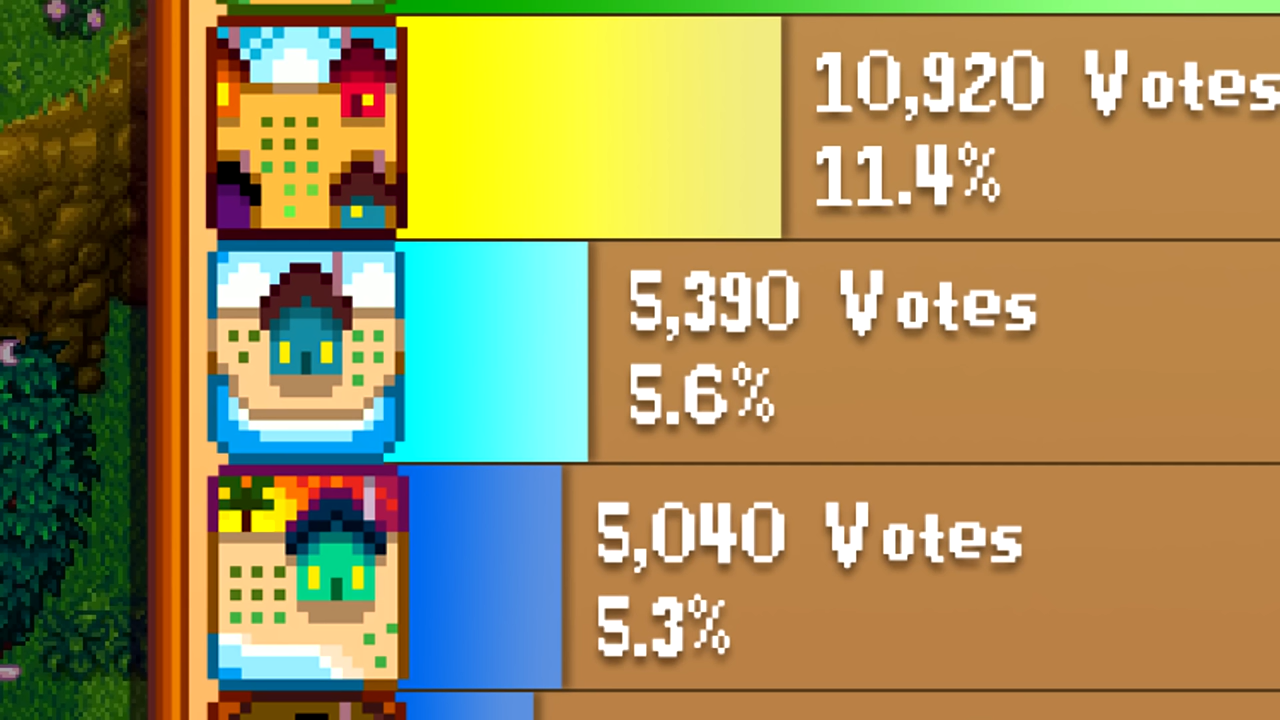 10,920 Votes
11.4%
5,390 Votes
5.6%
5,040 Votes
5.3%